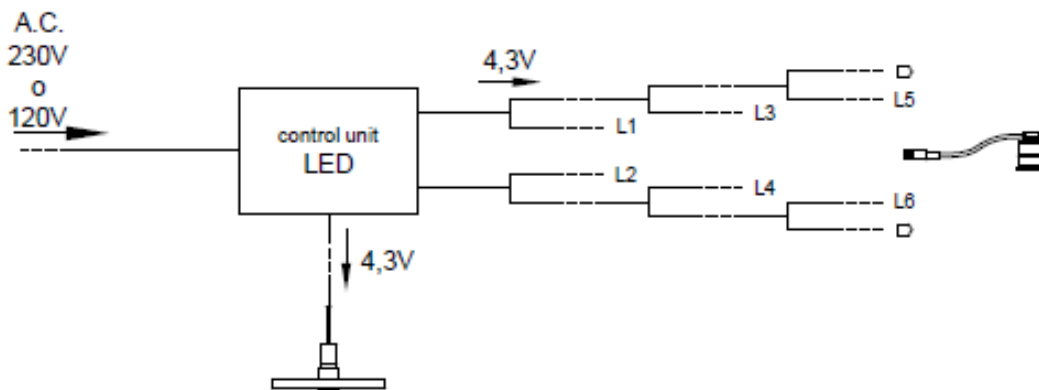 A.C.
230V
o
120V
control unit
LED
4,3V
L1
L3
L5
L2
L4
L6
4,3V